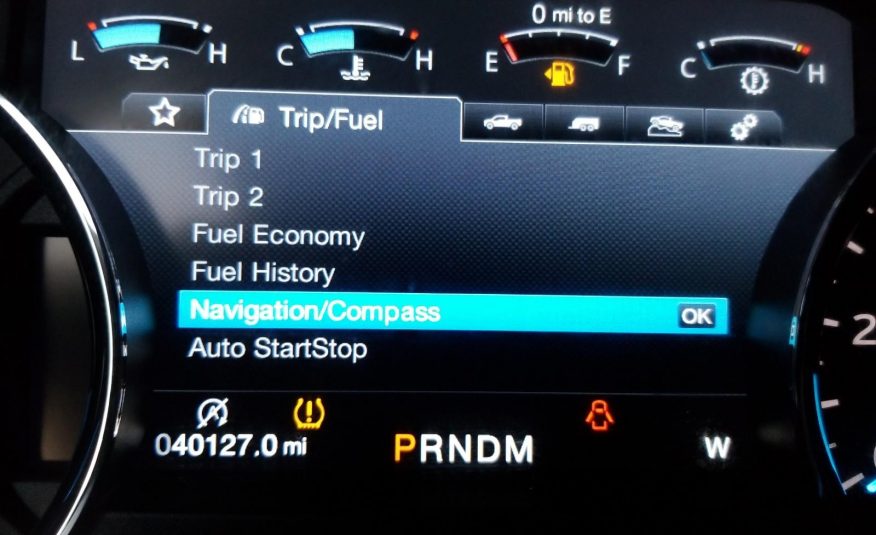 0 mi to E
L H C H E F C H
Trip/Fuel
Trip 1
Trip 2
Fuel Economy
Fuel History
Navigation/Compass OK
Auto StartStop
040127.0 mi PRNDM W
2